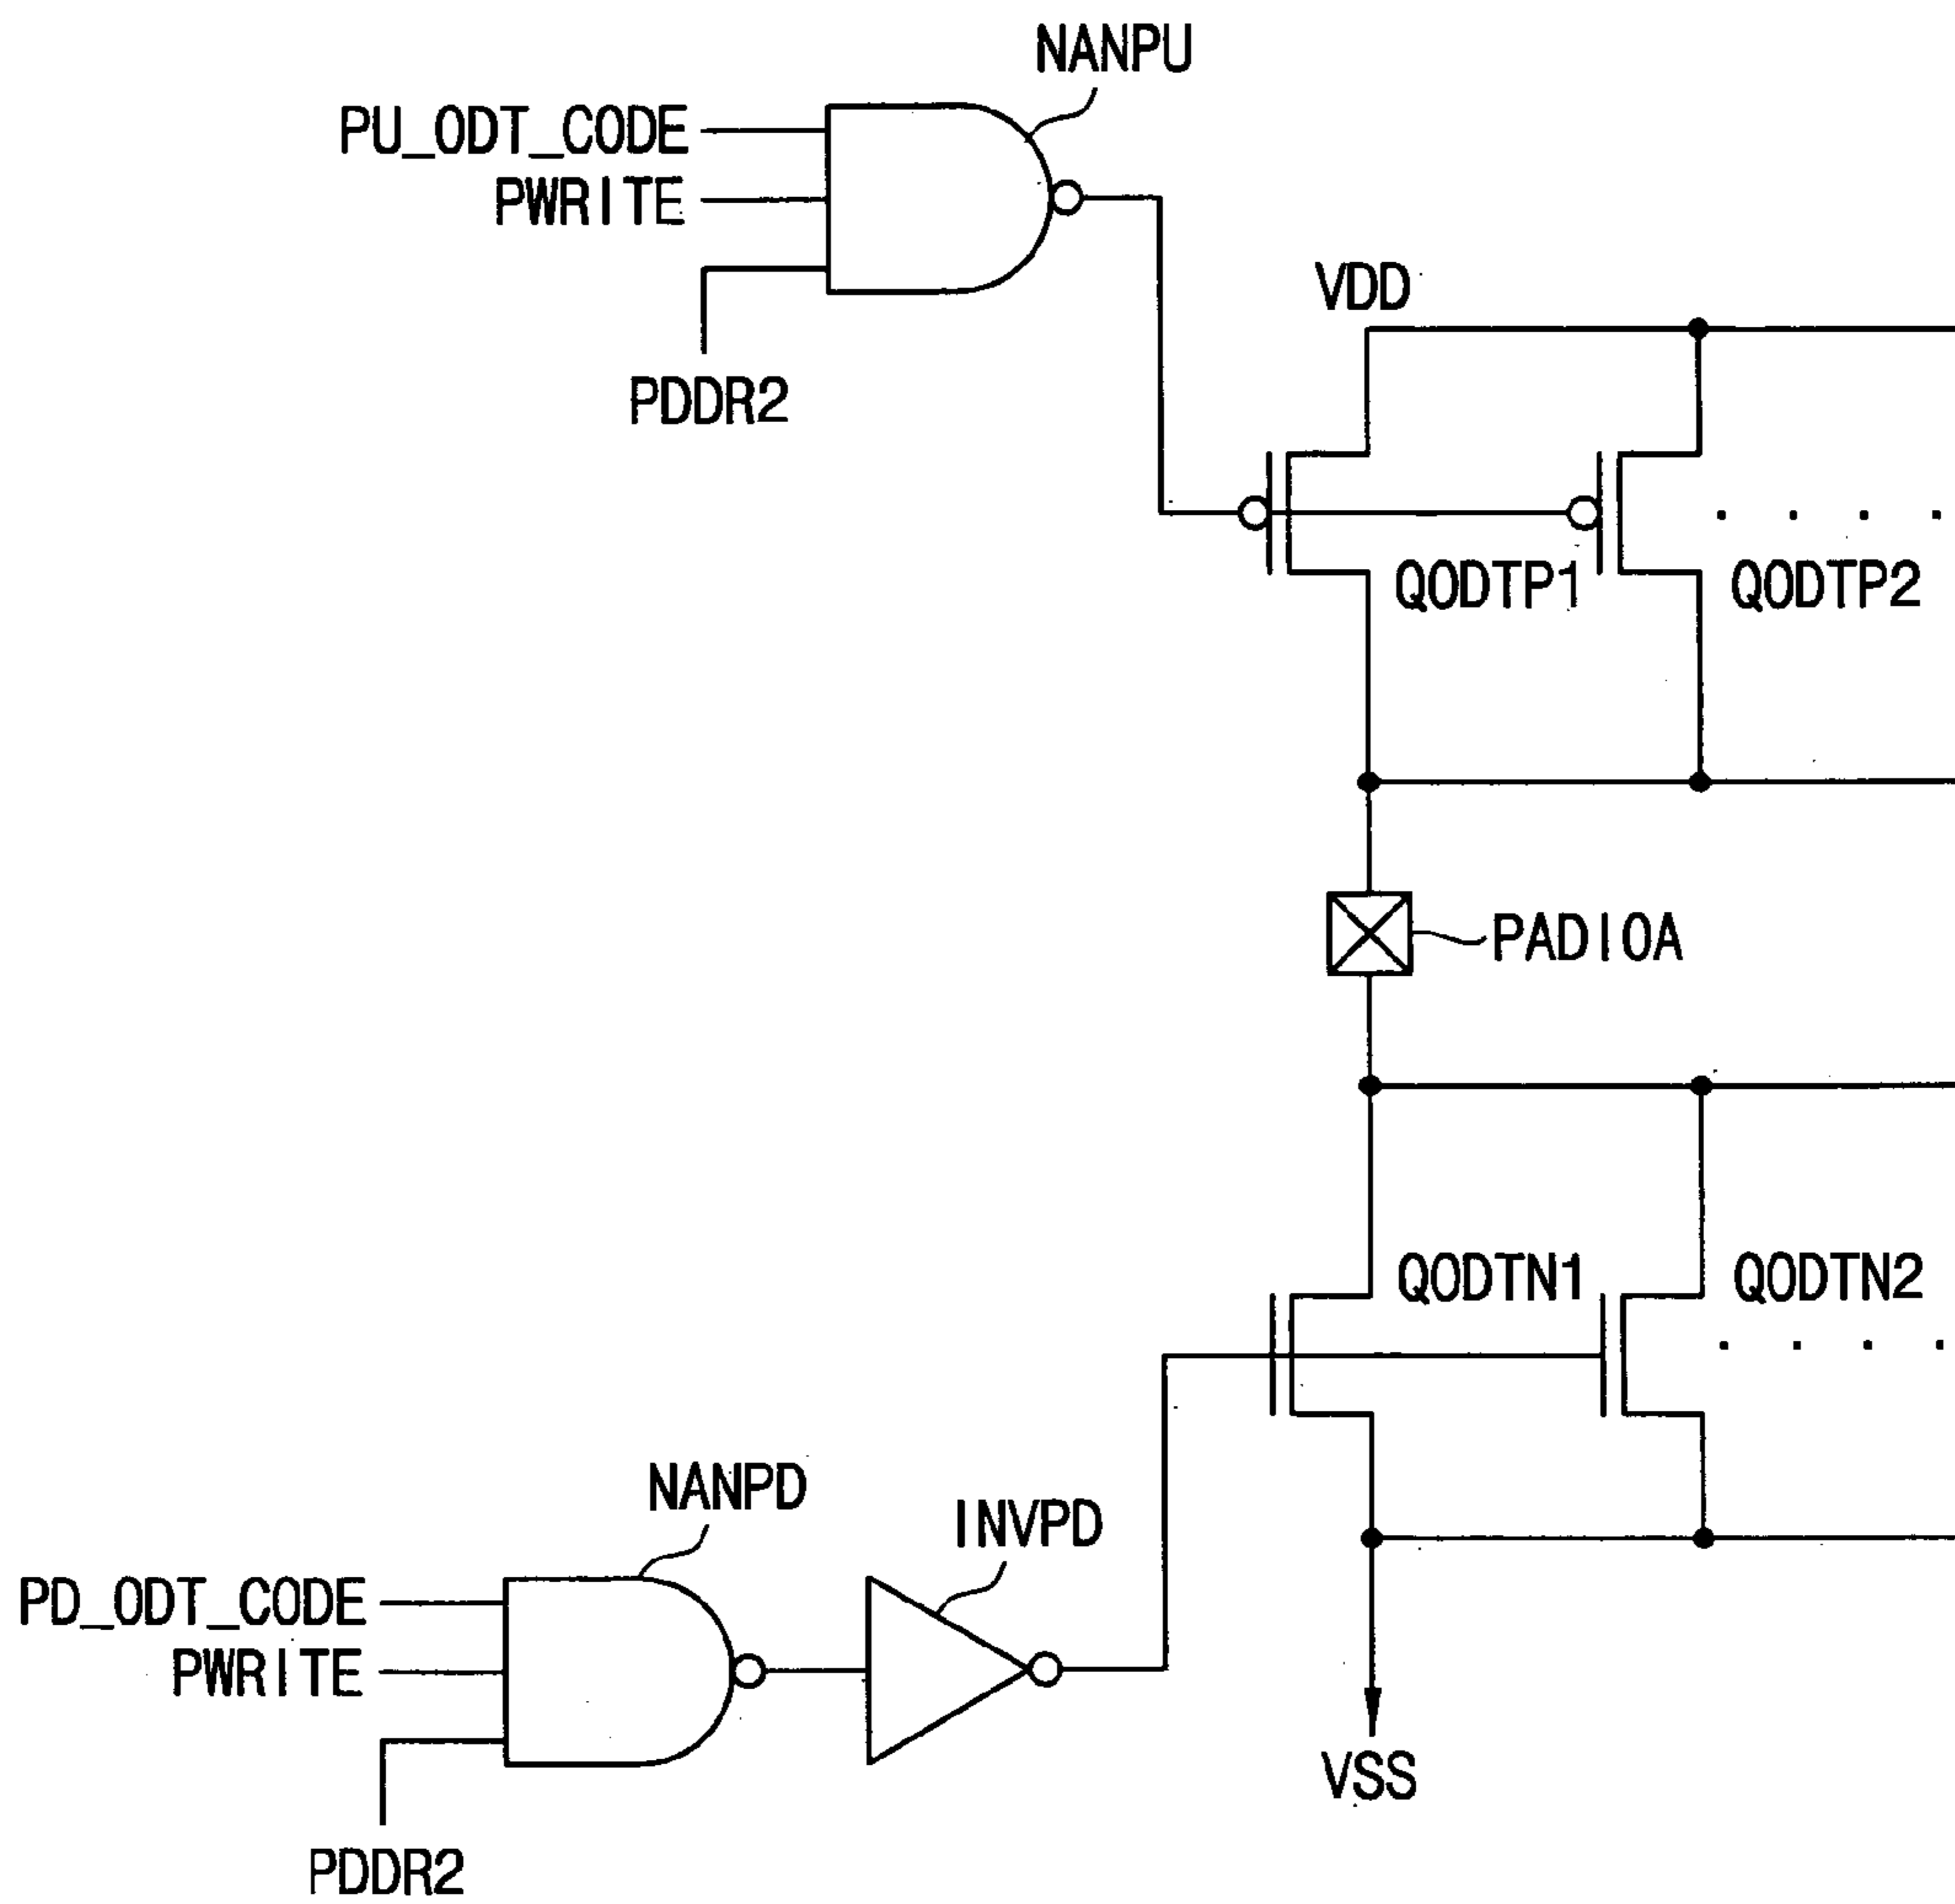 NANPU
PU_ODT_CODE
PWRITE
PDDR2
VDD
QODTP1
QODTP2
PADIOA
QODTN1
QODTN2
NANPD
INVPD
PD_ODT_CODE
PWRITE
PDDR2
VSS